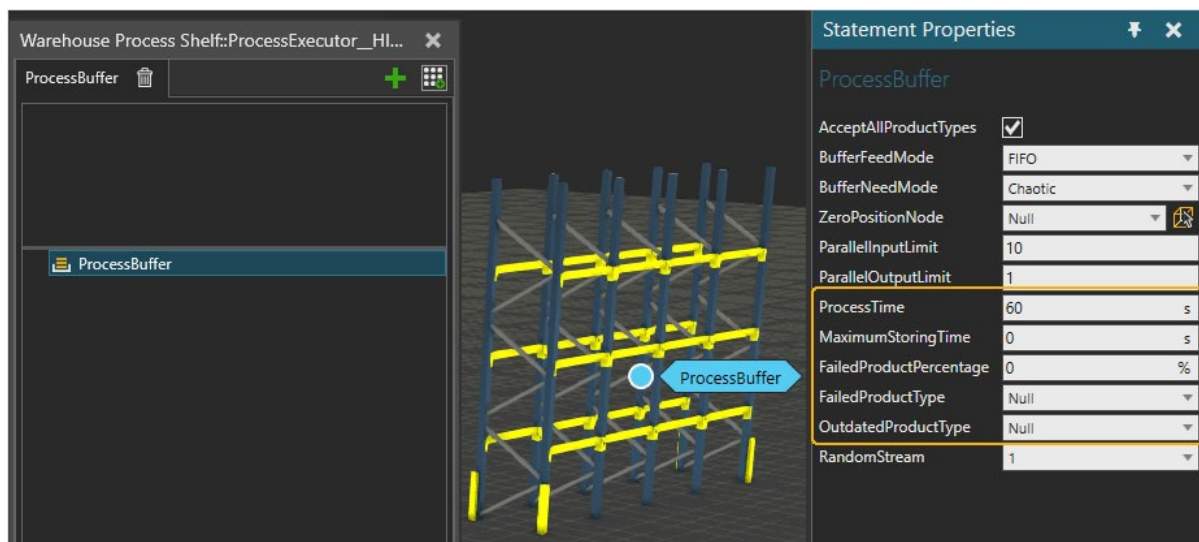 Warehouse Process Shelf::ProcessExecutor__HI...
ProcessBuffer
ProcessBuffer
ProcessBuffer
Statement Properties
ProcessBuffer
AcceptAllProductTypes
BufferFeedMode FIFO
BufferNeedMode Chaotic
ZeroPositionNode Null
ParallelInputLimit 10
ParallelOutputLimit 1
ProcessTime 60 s
MaximumStoringTime 0 s
FailedProductPercentage 0 %
FailedProductType Null
OutdatedProductType Null
RandomStream 1